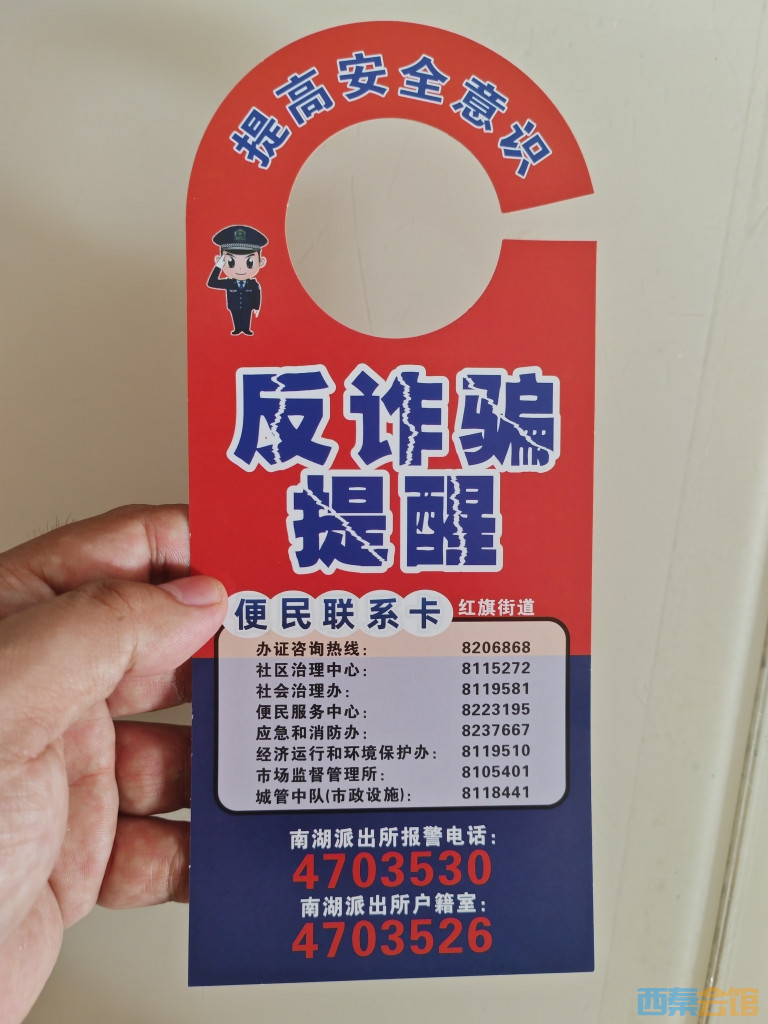 提高安全意识
反诈骗
提醒
便民联系卡 红旗街道
办证咨询热线： 8206868
社区治理中心： 8115272
社会治理办： 8119581
便民服务中心： 8223195
应急和消防办： 8237667
经济运行和环境保护办： 8119510
市场监督管理所： 8105401
城管中队(市政设施)： 8118441
南湖派出所报警电话：
4703530
南湖派出所户籍室：
4703526
西秦会馆